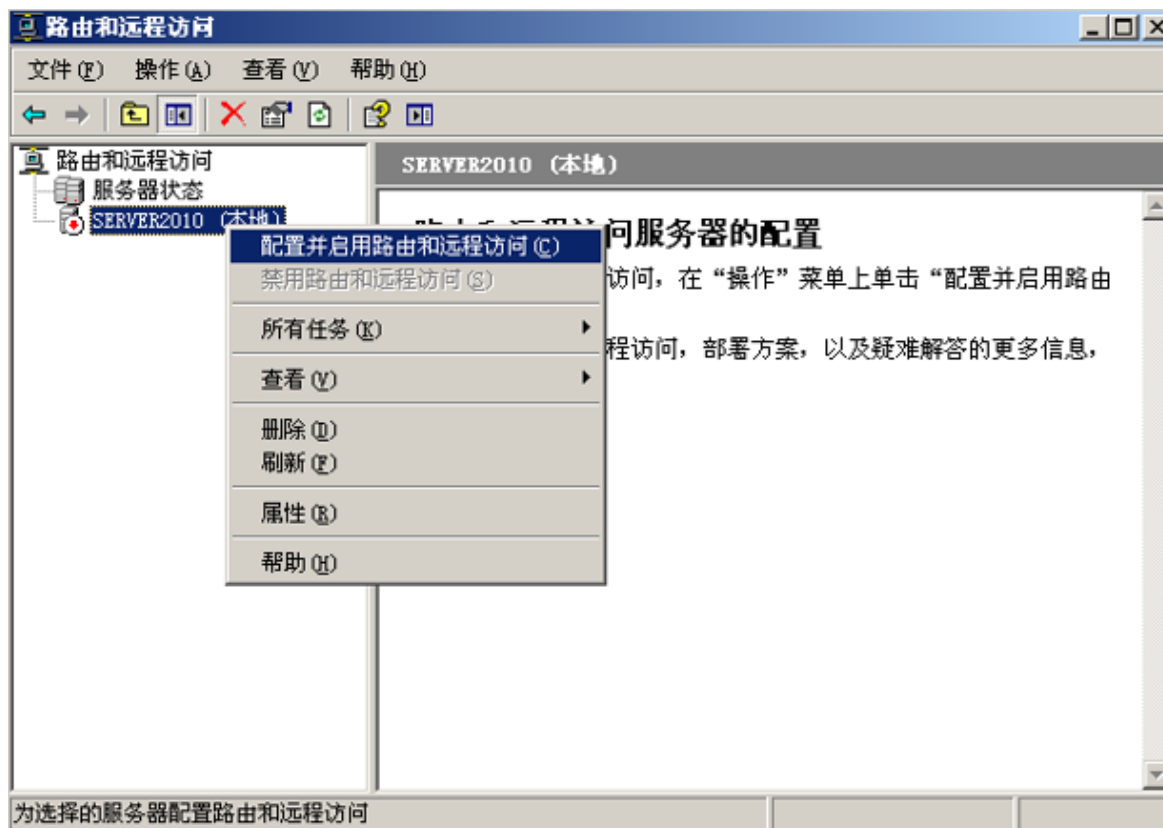 路由和远程访问
文件(F) 操作(A) 查看(V) 帮助(H)
路由和远程访问
服务器状态
SERVER2010 (本地)
SERVER2010 (本地)
问服务器的配置
访问，在“操作”菜单上单击“配置并启用路由
程访问，部署方案，以及疑难解答的更多信息，
配置并启用路由和远程访问(C)
禁用路由和远程访问(S)
所有任务(K)
查看(V)
删除(D)
刷新(F)
属性(R)
帮助(H)
为选择的服务器配置路由和远程访问